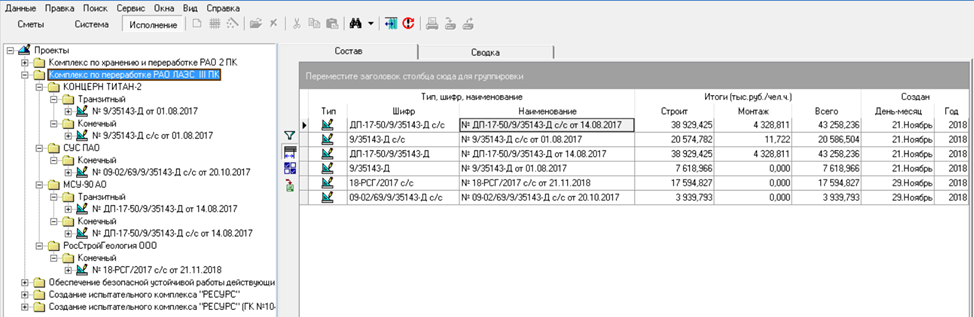 Данные Правка Поиск Сервис Окна Вид Справка
Сметы Система Исполнение
Проекты
Комплекс по хранению и переработке РАО 2 ПК
Комплекс по переработке РАО ЛАЭС III ПК
КОНЦЕРН ТИТАН-2
Транзитный
№ 9/35143-Д от 01.08.2017
Конечный
№ 9/35143-Д с/с от 01.08.2017
СУС ПАО
Конечный
№ 09-02/69/9/35143-Д с/с от 20.10.2017
МСУ-90 АО
Транзитный
№ ДП-17-50/9/35143-Д от 14.08.2017
Конечный
№ ДП-17-50/9/35143-Д с/с от 14.08.2017
РосСтройГеология ООО
Конечный
№ 18-РСГ/2017 с/с от 21.11.2018
Обеспечение безопасной устойчивой работы действующи
Создание испытательного комплекса "РЕСУРС"
Создание испытательного комплекса "РЕСУРС" (ГК №10-
Состав Сводка
Переместите заголовок столбца сюда для группировки
Тип, шифр, наименование Итоги (тыс.руб./чел.ч.) Создан
Тип Шифр Наименование Строит Монтаж Всего День-месяц Год
ДП-17-50/9/35143-Д с/с № ДП-17-50/9/35143-Д с/с от 14.08.2017 38 929,425 4 328,811 43 258,236 21.Ноябрь 2018
9/35143-Д с/с № 9/35143-Д с/с от 01.08.2017 20 574,782 11,722 20 586,504 21.Ноябрь 2018
ДП-17-50/9/35143-Д № ДП-17-50/9/35143-Д от 14.08.2017 38 929,425 4 328,811 43 258,236 21.Ноябрь 2018
9/35143-Д № 9/35143-Д от 01.08.2017 7 618,966 0,000 7 618,966 21.Ноябрь 2018
18-РСГ/2017 с/с № 18-РСГ/2017 с/с от 21.11.2018 17 594,827 0,000 17 594,827 29.Ноябрь 2018
09-02/69/9/35143-Д с/с № 09-02/69/9/35143-Д с/с от 20.10.2017 3 939,793 0,000 3 939,793 29.Ноябрь 2018